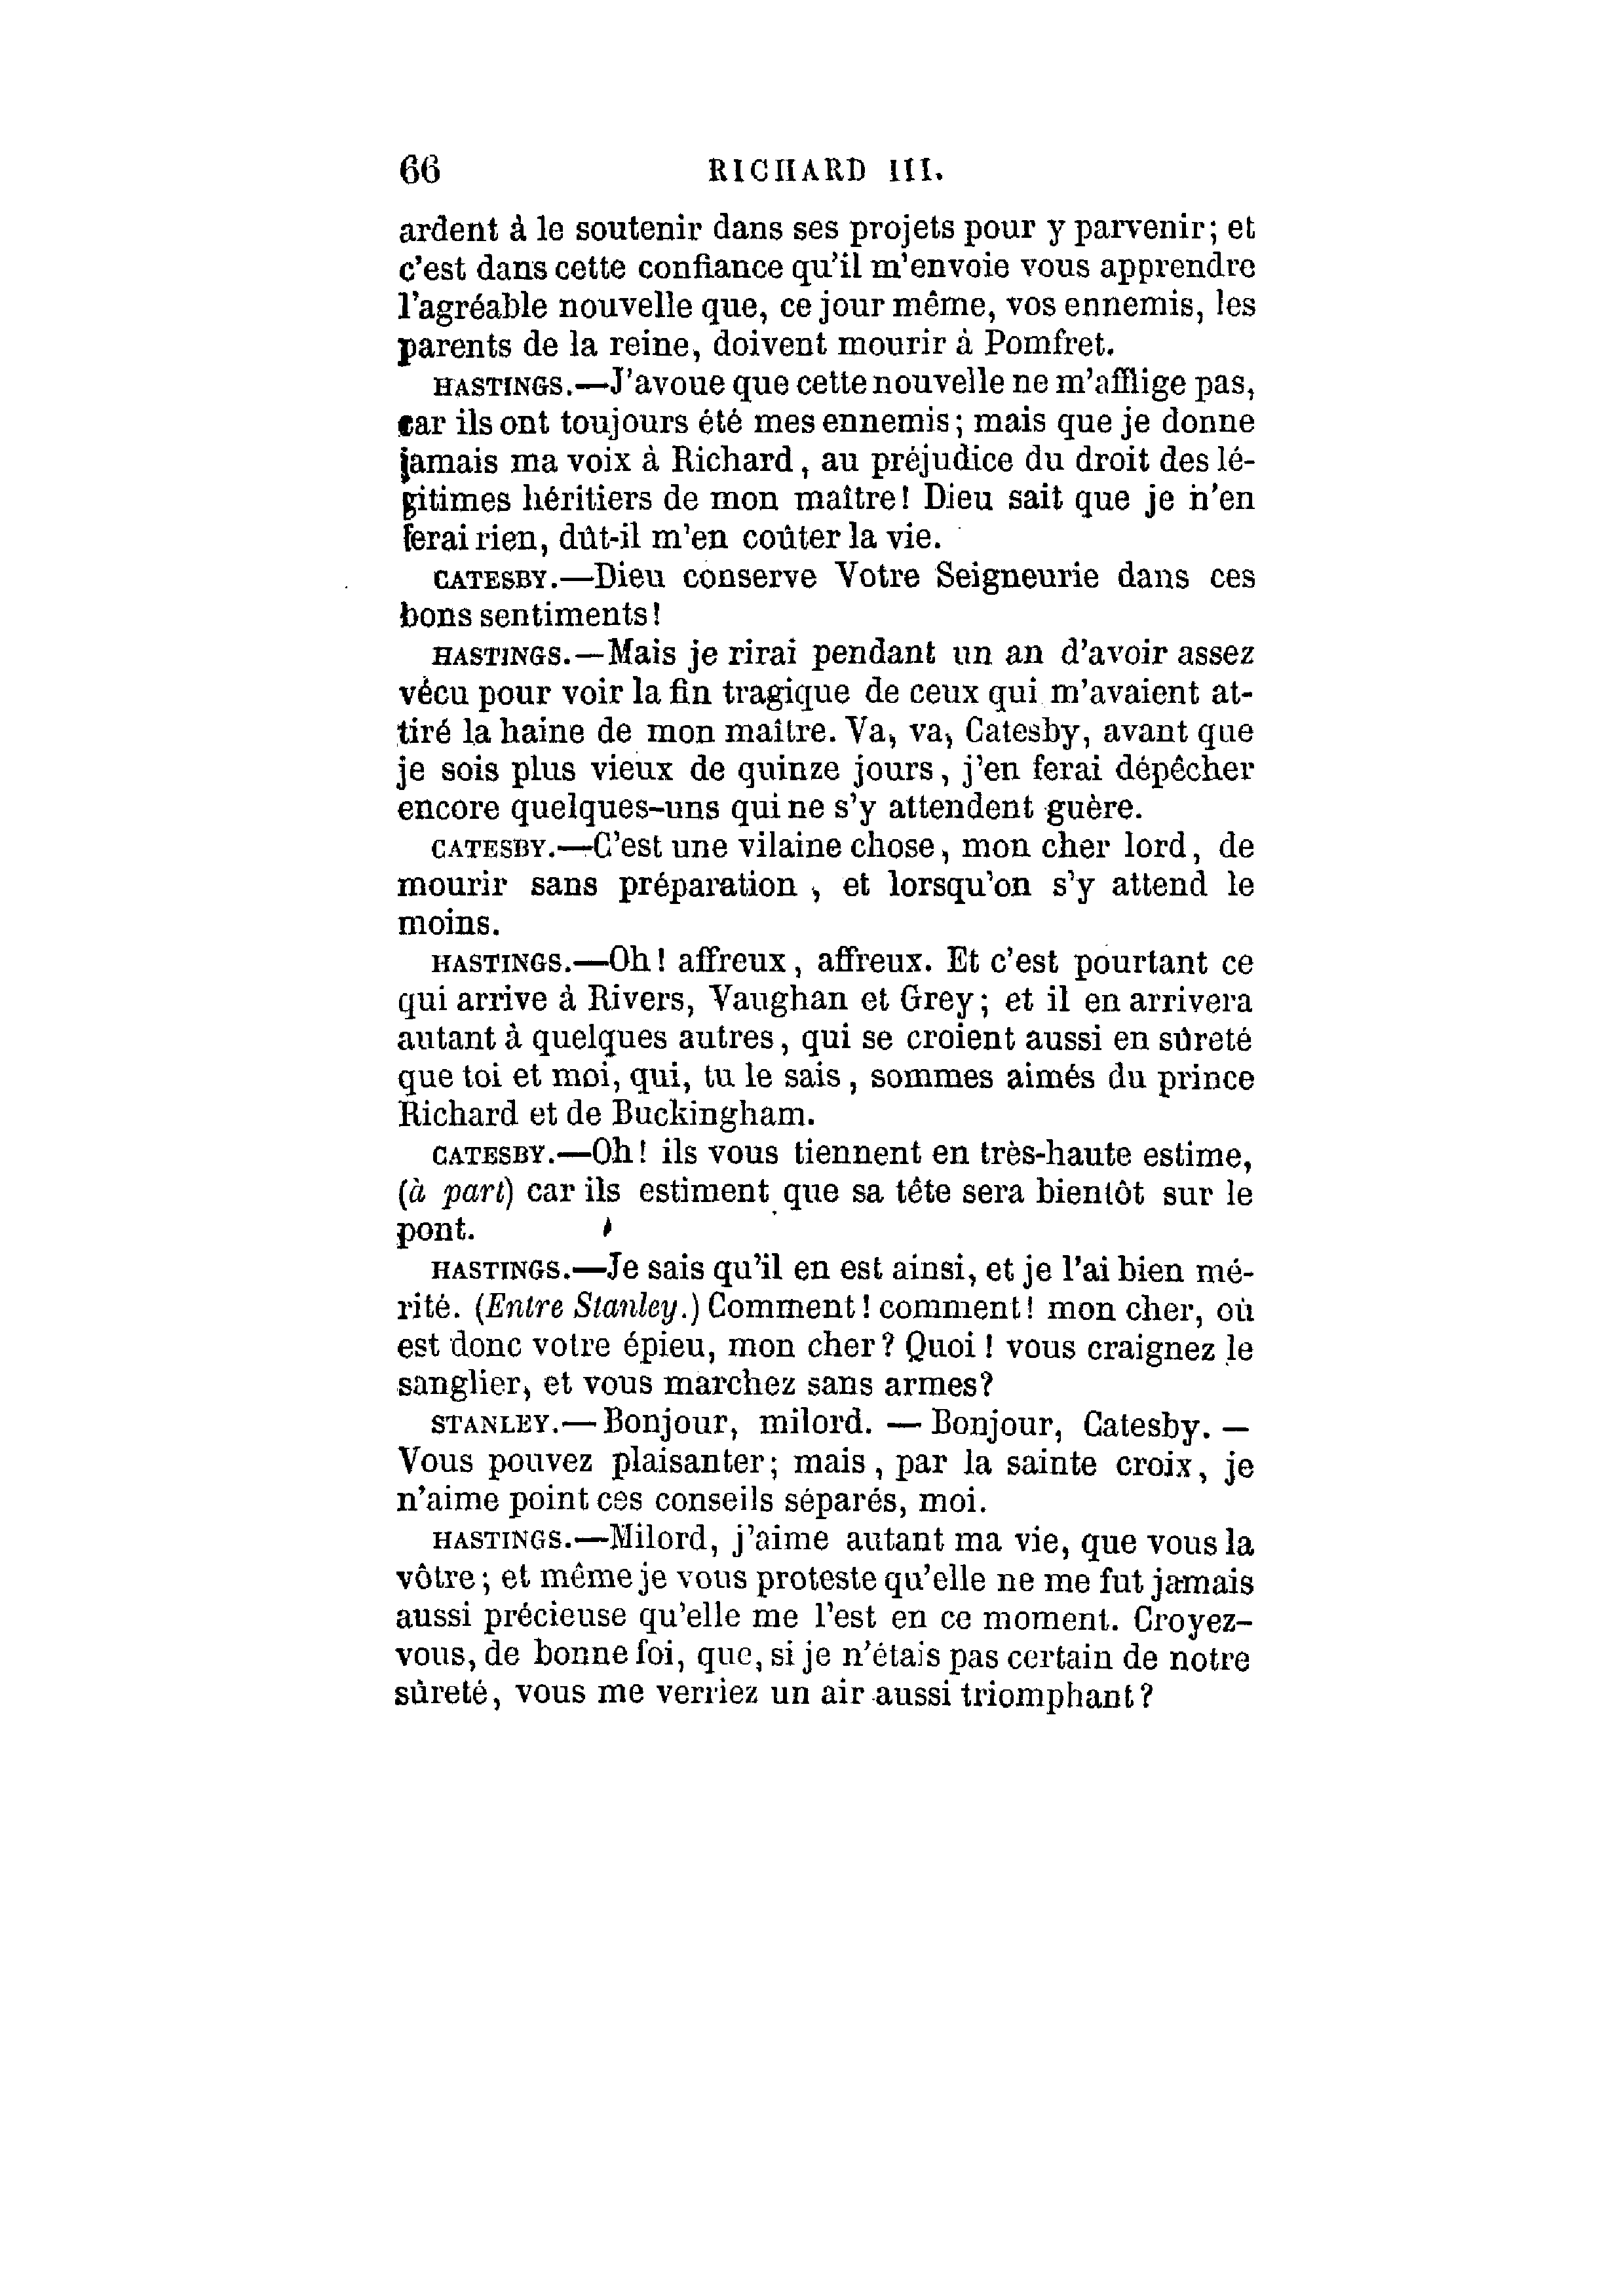 66 RICHARD III.
ardent à le soutenir dans ses projets pour y parvenir; et
c'est dans cette confiance qu'il m'envoie vous apprendre
l'agréable nouvelle que, ce jour même, vos ennemis, les
parents de la reine, doivent mourir à Pomfret.
HASTINGS.—J'avoue que cette nouvelle ne m'afflige pas,
car ils ont toujours été mes ennemis; mais que je donne
jamais ma voix à Richard, au préjudice du droit des lé-
gitimes héritiers de mon maître! Dieu sait que je n'en
ferai rien, dût-il m'en coûter la vie.
CATESBY.—Dieu conserve Votre Seigneurie dans ces
bons sentiments!
HASTINGS.—Mais je rirai pendant un an d'avoir assez
vécu pour voir la fin tragique de ceux qui m'avaient at-
tiré la haine de mon maître. Va, va, Catesby, avant que
je sois plus vieux de quinze jours, j'en ferai dépêcher
encore quelques-uns qui ne s'y attendent guère.
CATESBY.—C'est une vilaine chose, mon cher lord, de
mourir sans préparation, et lorsqu'on s'y attend le
moins.
HASTINGS.—Oh! affreux, affreux. Et c'est pourtant ce
qui arrive à Rivers, Vaughan et Grey; et il en arrivera
autant à quelques autres, qui se croient aussi en sûreté
que toi et moi, qui, tu le sais, sommes aimés du prince
Richard et de Buckingham.
CATESBY.—Oh! ils vous tiennent en très-haute estime,
(à part) car ils estiment que sa tête sera bientôt sur le
pont.
HASTINGS.—Je sais qu'il en est ainsi, et je l'ai bien mé-
rité. (Entre Stanley.) Comment! comment! mon cher, où
est donc votre épieu, mon cher? Quoi! vous craignez le
sanglier, et vous marchez sans armes?
STANLEY.— Bonjour, milord. — Bonjour, Catesby. —
Vous pouvez plaisanter; mais, par la sainte croix, je
n'aime point ces conseils séparés, moi.
HASTINGS.—Milord, j'aime autant ma vie, que vous la
vôtre; et même je vous proteste qu'elle ne me fut jamais
aussi précieuse qu'elle me l'est en ce moment. Croyez-
vous, de bonne foi, que, si je n'étais pas certain de notre
sûreté, vous me verriez un air aussi triomphant?